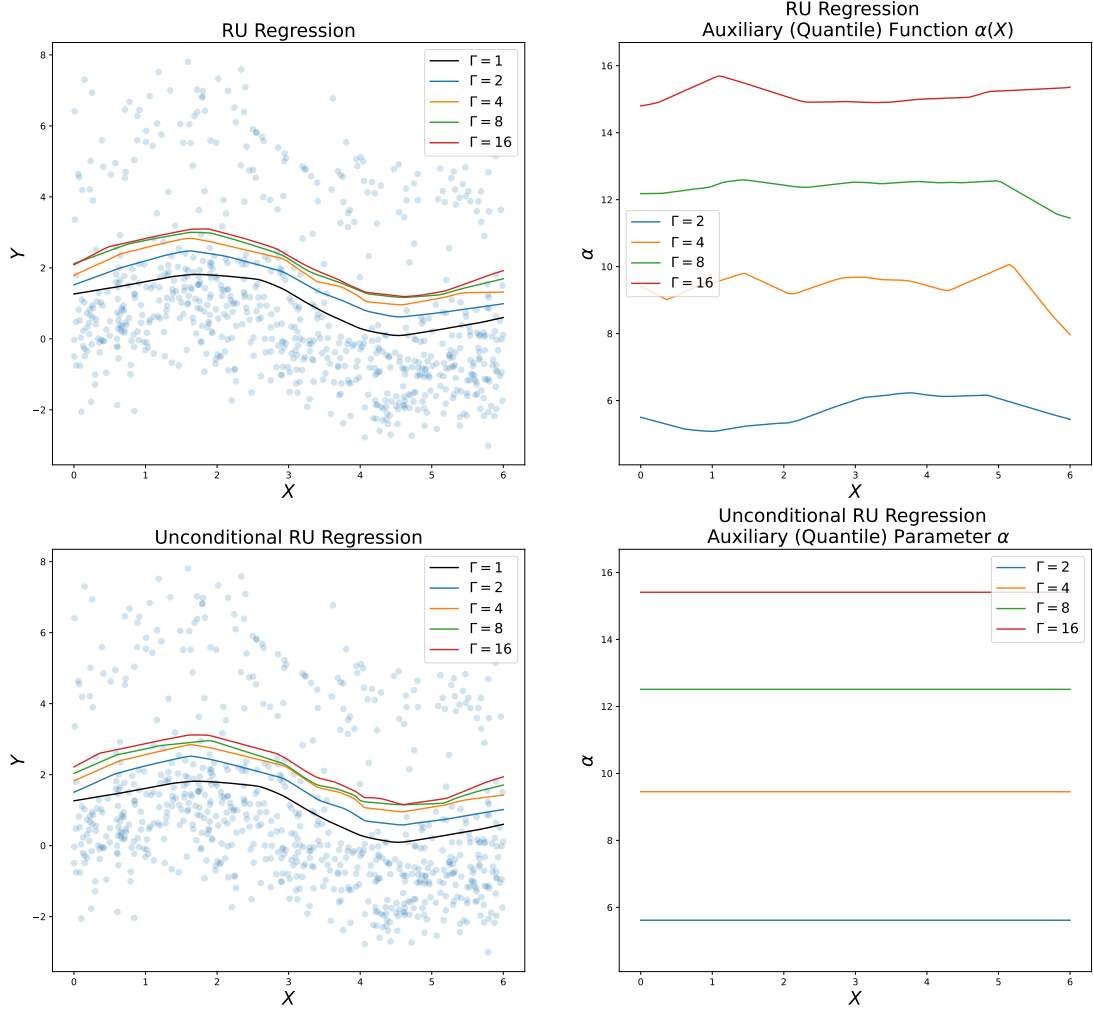 RU Regression
8
6
4
2
0
−2
Y
0 1 2 3 4 5 6
X
Γ = 1
Γ = 2
Γ = 4
Γ = 8
Γ = 16
RU Regression
Auxiliary (Quantile) Function α(X)
16
14
12
10
8
6
α
0 1 2 3 4 5 6
X
Γ = 2
Γ = 4
Γ = 8
Γ = 16
Unconditional RU Regression
8
6
4
2
0
−2
Y
0 1 2 3 4 5 6
X
Γ = 1
Γ = 2
Γ = 4
Γ = 8
Γ = 16
Unconditional RU Regression
Auxiliary (Quantile) Parameter α
16
14
12
10
8
6
α
0 1 2 3 4 5 6
X
Γ = 2
Γ = 4
Γ = 8
Γ = 16